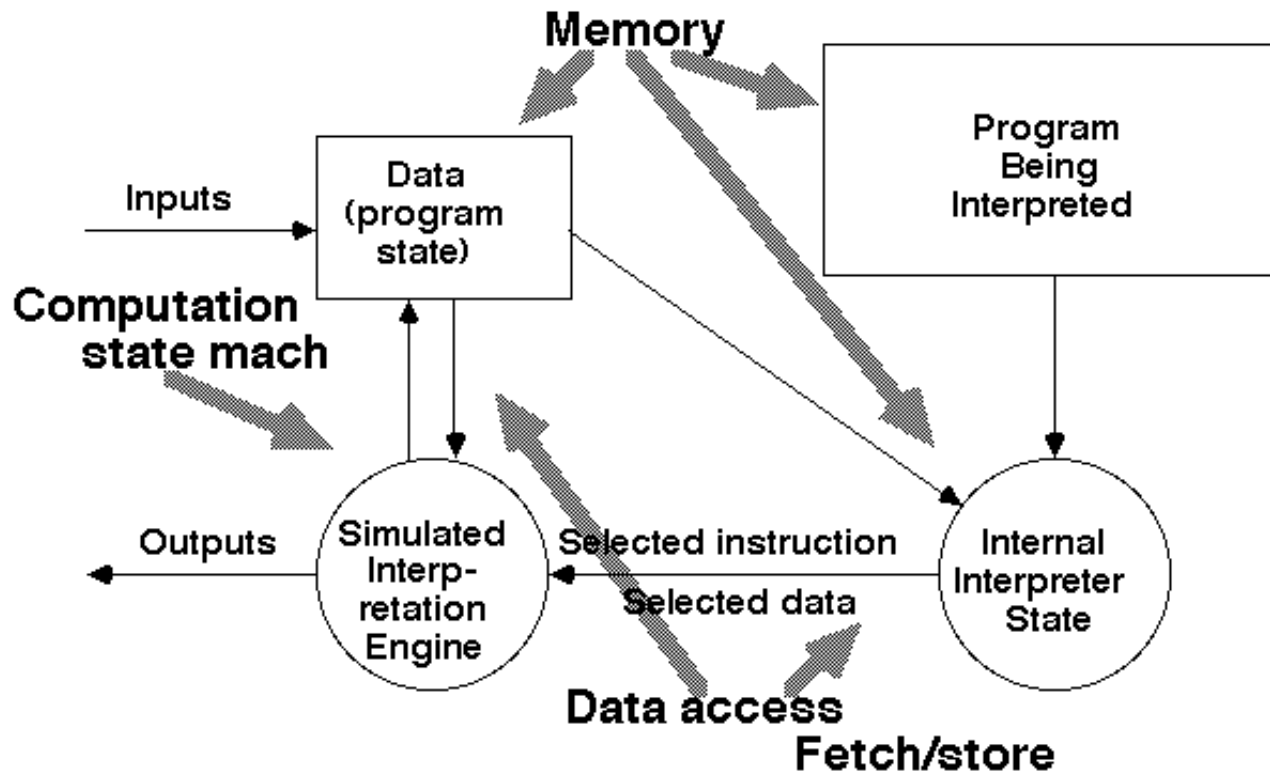 Memory
Program
Being
Interpreted
Data
(program
state)
Inputs
Computation
state mach
Outputs
Simulated
Interp-
retation
Engine
Selected instruction
Selected data
Internal
Interpreter
State
Data access
Fetch/store